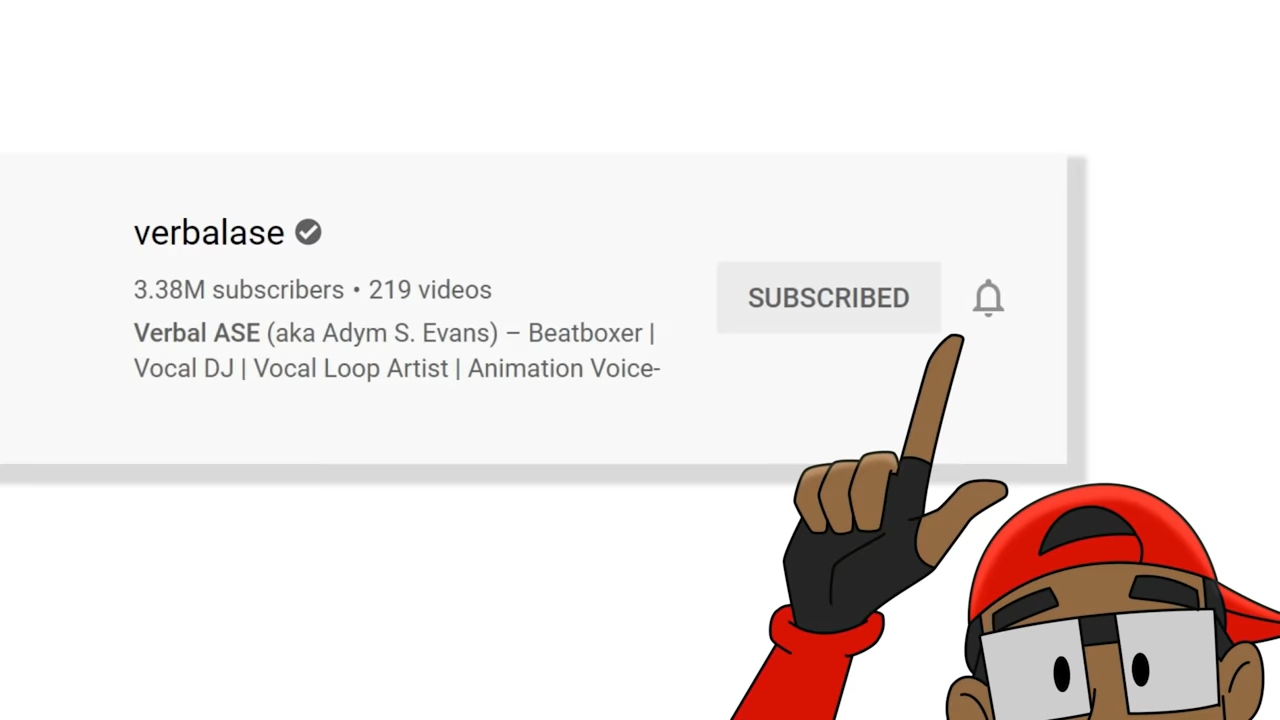 verbalase
3.38M subscribers • 219 videos
SUBSCRIBED
Verbal ASE (aka Adym S. Evans) – Beatboxer |
Vocal DJ | Vocal Loop Artist | Animation Voice-